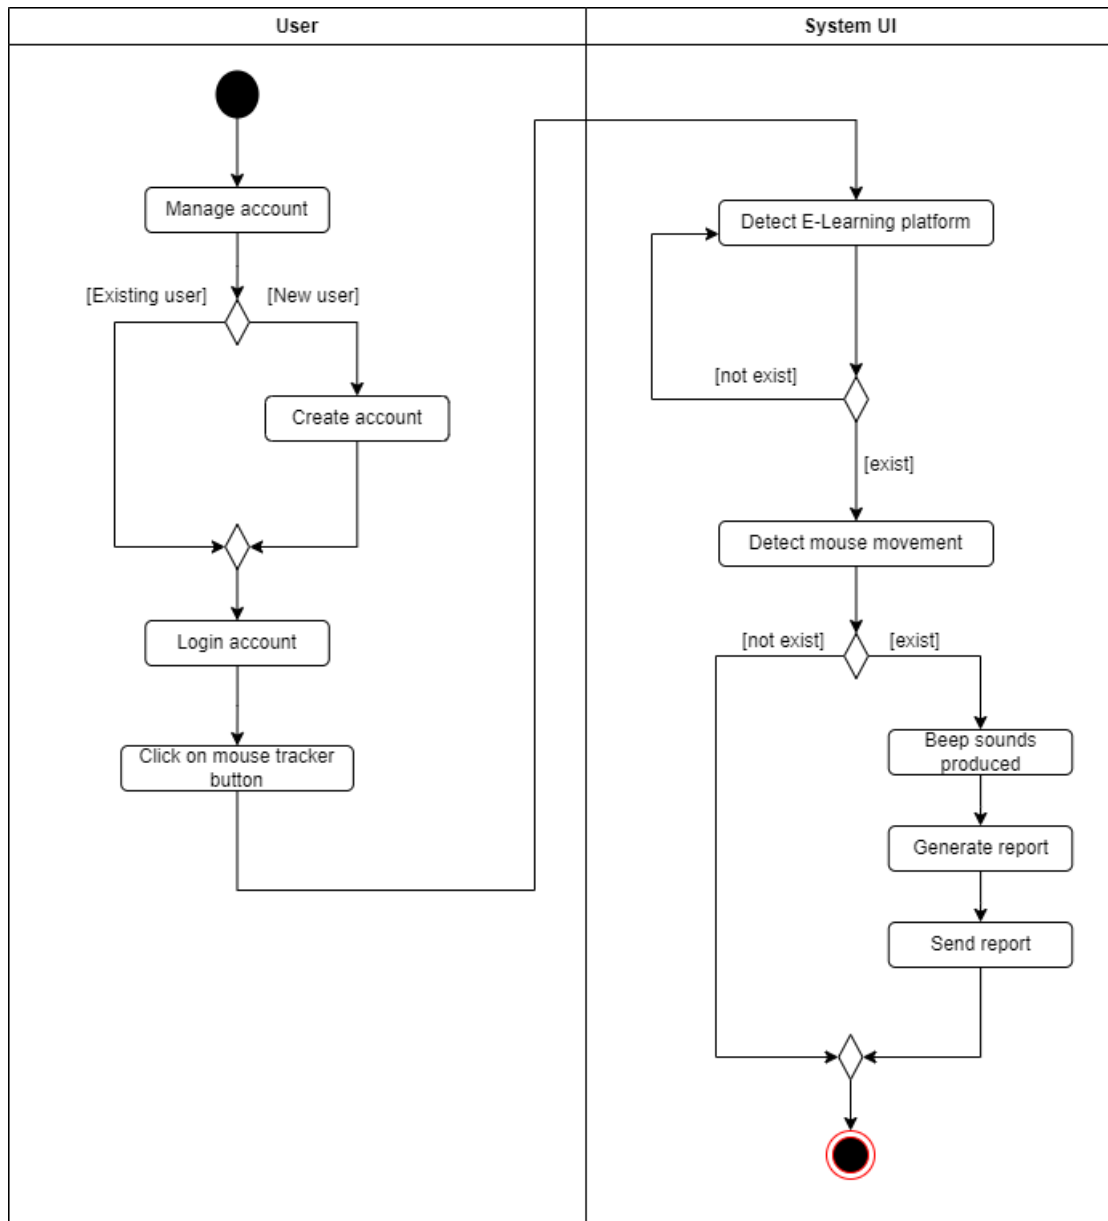 User
System UI
Manage account
[Existing user]
[New user]
Create account
Login account
Click on mouse tracker
button
Detect E-Learning platform
[not exist]
[exist]
Detect mouse movement
[not exist]
[exist]
Beep sounds
produced
Generate report
Send report